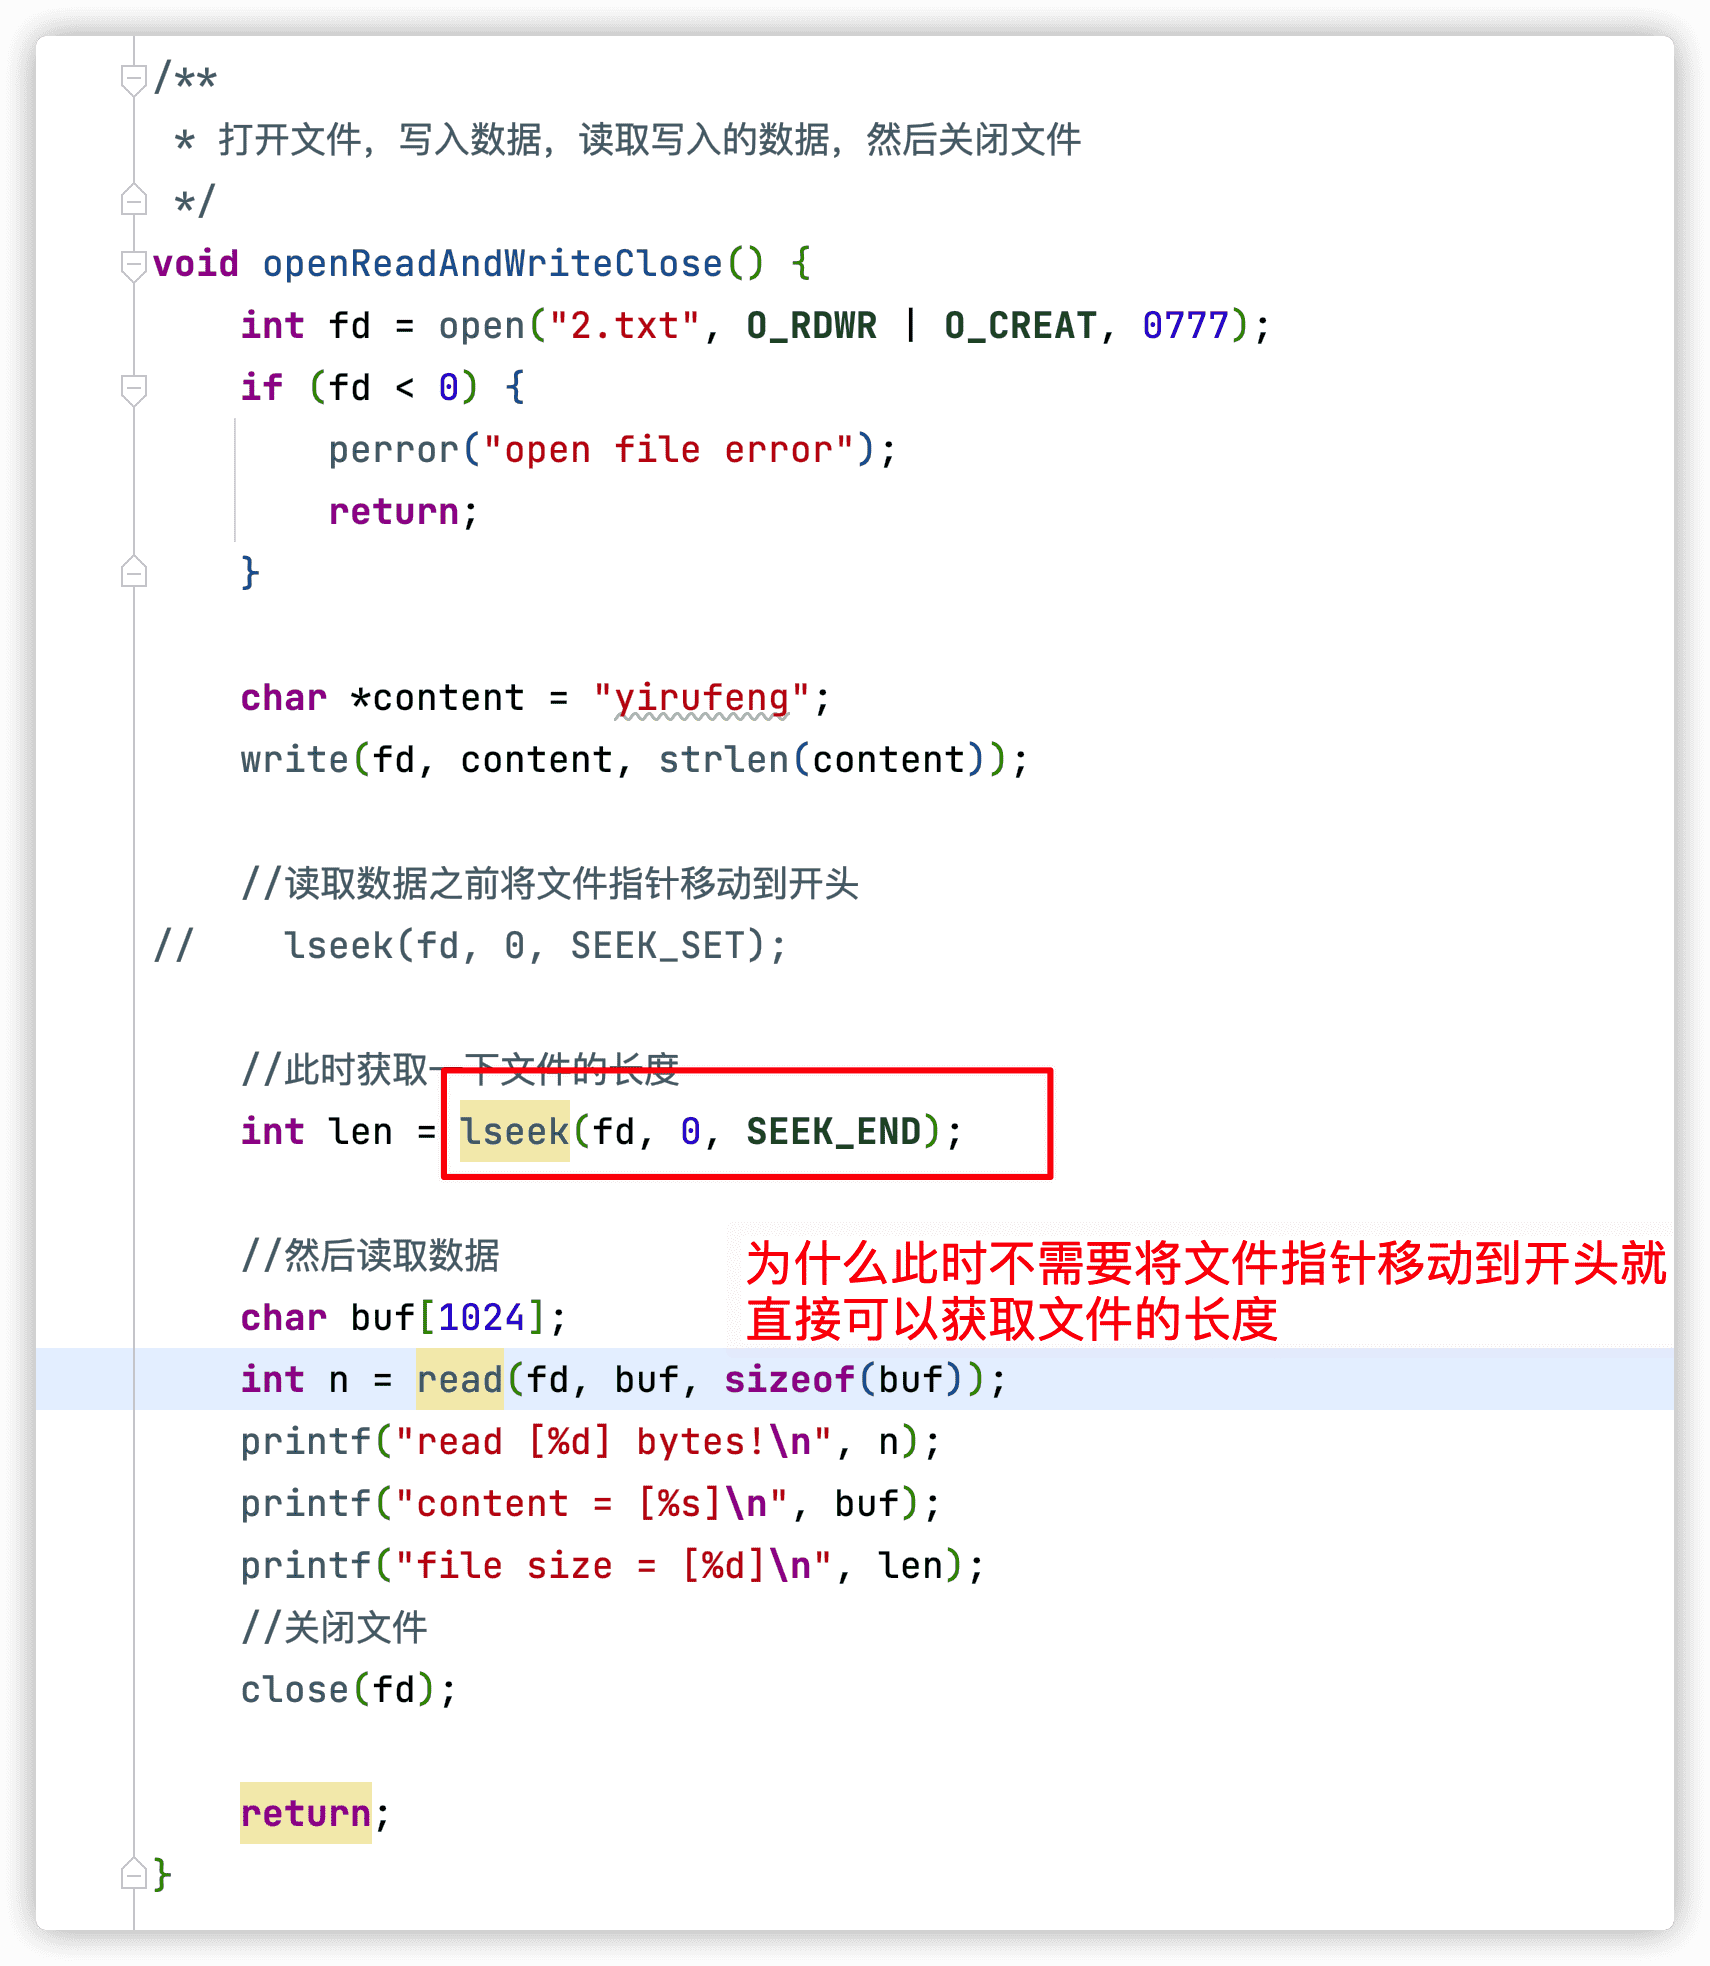 /**
 * 打开文件，写入数据，读取写入的数据，然后关闭文件
 */
void openReadAndWriteClose() {
    int fd = open("2.txt", O_RDWR | O_CREAT, 0777);
    if (fd < 0) {
        perror("open file error");
        return;
    }
    char *content = "yirufeng";
    write(fd, content, strlen(content));
    //读取数据之前将文件指针移动到开头
//    lseek(fd, 0, SEEK_SET);
    //此时获取一下文件的长度
    int len = lseek(fd, 0, SEEK_END);
    //然后读取数据
为什么此时不需要将文件指针移动到开头就
直接可以获取文件的长度
    char buf[1024];
    int n = read(fd, buf, sizeof(buf));
    printf("read [%d] bytes!\n", n);
    printf("content = [%s]\n", buf);
    printf("file size = [%d]\n", len);
    //关闭文件
    close(fd);
    return;
}